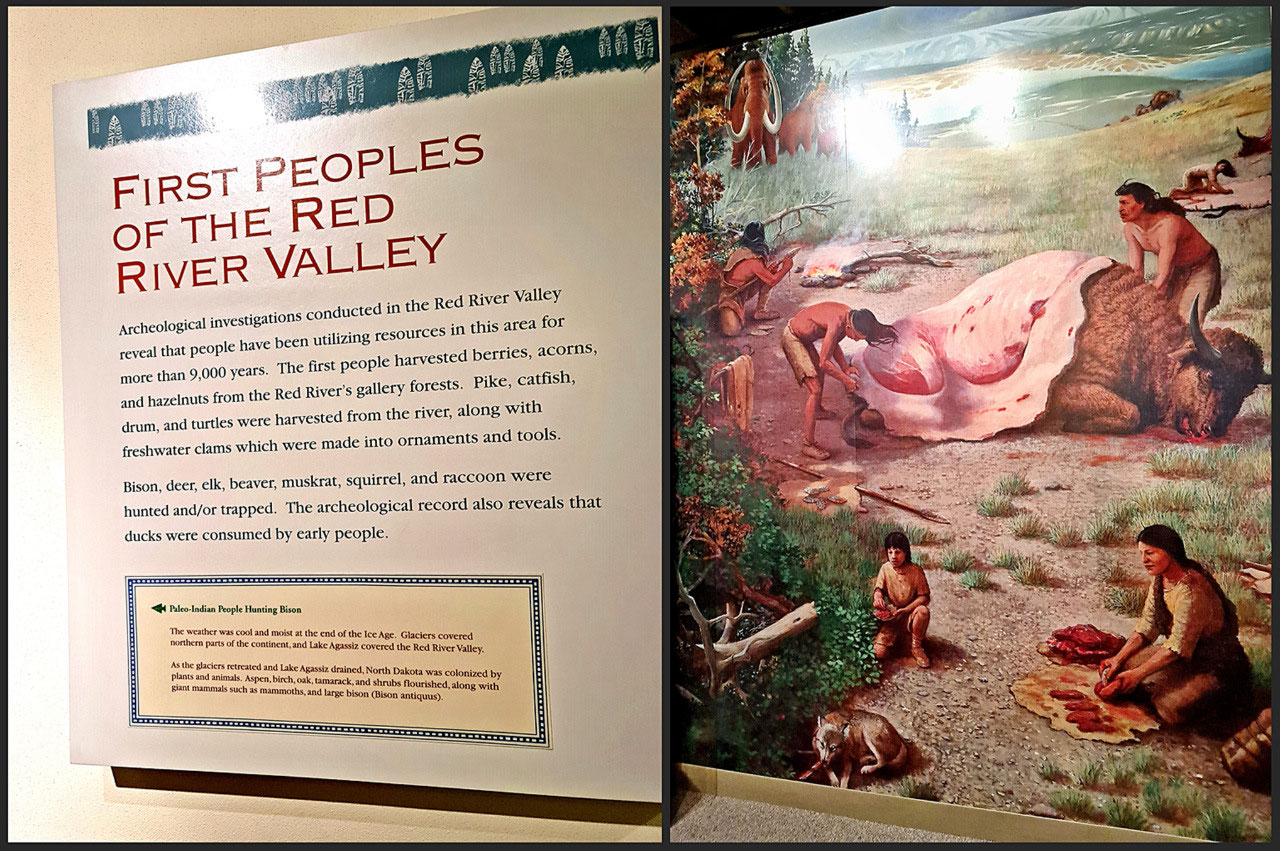 First Peoples
of the Red
River Valley
Archeological investigations conducted in the Red River Valley
reveal that people have been utilizing resources in this area for
more than 9,000 years. The first people harvested berries, acorns,
and hazelnuts from the Red River's gallery forests. Pike, catfish,
drum, and turtles were harvested from the river, along with
freshwater clams which were made into ornaments and tools.
Bison, deer, elk, beaver, muskrat, squirrel, and raccoon were
hunted and/or trapped. The archeological record also reveals that
ducks were consumed by early people.
Paleo-Indian People Hunting Bison
The weather was cool and moist at the end of the Ice Age. Glaciers covered
northern parts of the continent, and Lake Agassiz covered the Red River Valley.
As the glaciers retreated and Lake Agassiz drained, North Dakota was colonized by
plants and animals. Aspen, birch, oak, tamarack, and shrubs flourished, along with
giant mammals such as mammoths, and large bison (Bison antiquus).